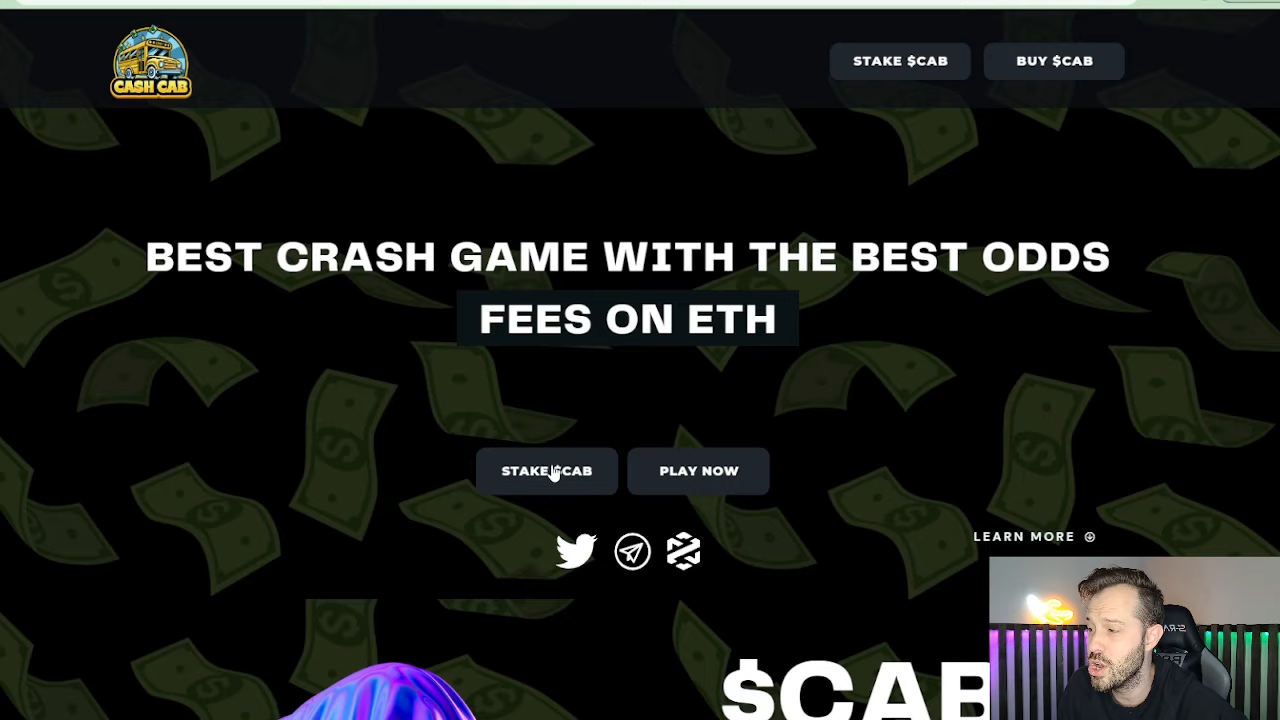 CASH CAB
STAKE $CAB
BUY $CAB
BEST CRASH GAME WITH THE BEST ODDS
FEES ON ETH
STAKE $CAB
PLAY NOW
LEARN MORE
$CAB